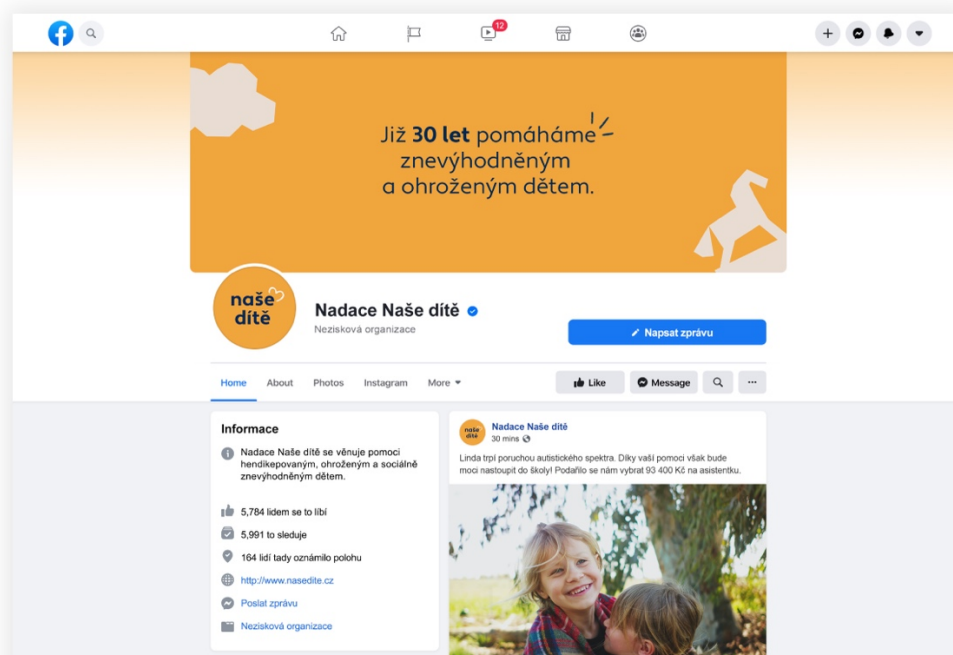 12
Již 30 let pomáháme
znevýhodněným
a ohroženým dětem.
naše
dítě
Nadace Naše dítě
Nezisková organizace
Napsat zprávu
Home About Photos Instagram More
Like Message
Informace
Nadace Naše dítě se věnuje pomoci
hendikepovaným, ohroženým a sociálně
znevýhodněným dětem.
5,784 lidem se to líbí
5,991 to sleduje
164 lidí tady oznámilo polohu
http://www.nasedite.cz
Poslat zprávu
Nezisková organizace
naše
dítě
Nadace Naše dítě
30 mins
Linda trpí poruchou autistického spektra. Díky vaší pomoci však bude
moci nastoupit do školy! Podařilo se nám vybrat 93 400 Kč na asistentku.